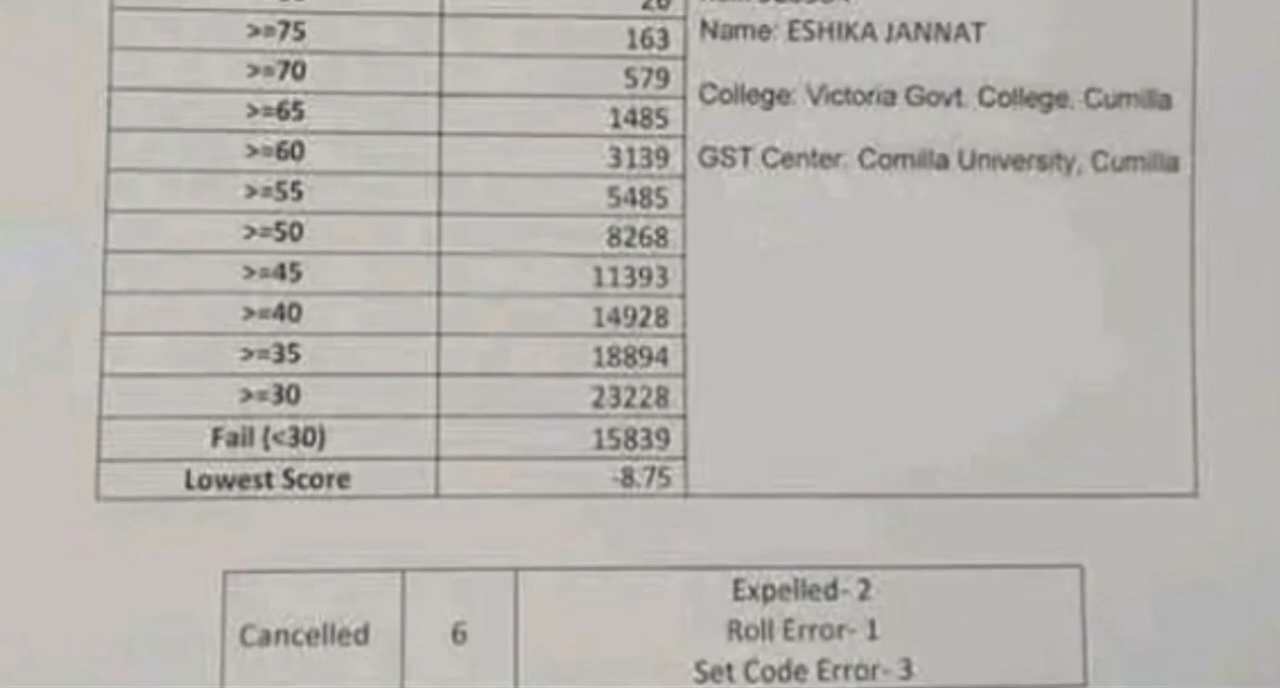 >=75 163 Name: ESHIKA JANNAT
>=70 579
College: Victoria Govt. College, Cumilla
>=65 1485
>=60 3139 GST Center: Comilla University, Cumilla
>=55 5485
>=50 8268
>=45 11393
>=40 14928
>=35 18894
>=30 23228
Fail (<30) 15839
Lowest Score -8.75
Expelled- 2
Cancelled 6 Roll Error- 1
Set Code Error- 3